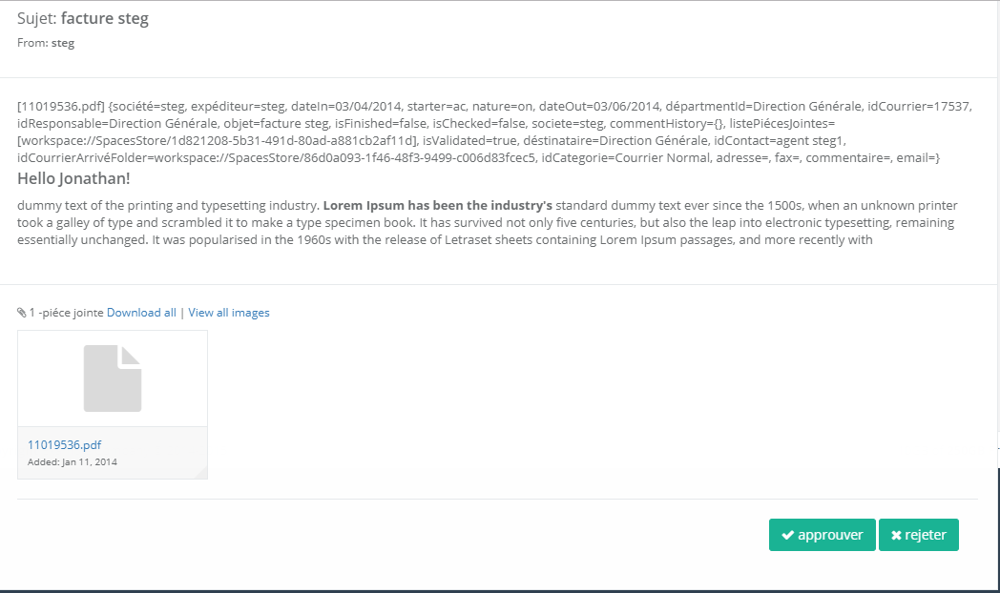 Sujet: facture steg
From: steg
[11019536.pdf] {société=steg, expéditeur=steg, dateIn=03/04/2014, starter=ac, nature=on, dateOut=03/06/2014, départmentId=Direction Générale, idCourrier=17537,
idResponsable=Direction Générale, objet=facture steg, isFinished=false, isChecked=false, societe=steg, commentHistory={}, listePiécesJointes=
[workspace://SpacesStore/1d821208-5b31-491d-80ad-a881cb2af11d], isValidated=true, déstinataire=Direction Générale, idContact=agent steg1,
idCourrierArrivéFolder=workspace://SpacesStore/86d0a093-1f46-48f3-9499-c006d83fcec5, idCategorie=Courrier Normal, adresse=, fax=, commentaire=, email=}
Hello Jonathan!
dummy text of the printing and typesetting industry. Lorem Ipsum has been the industry's standard dummy text ever since the 1500s, when an unknown printer
took a galley of type and scrambled it to make a type specimen book. It has survived not only five centuries, but also the leap into electronic typesetting, remaining
essentially unchanged. It was popularised in the 1960s with the release of Letraset sheets containing Lorem Ipsum passages, and more recently with
1 -piéce jointe Download all | View all images
11019536.pdf
Added: Jan 11, 2014
approuver rejeter